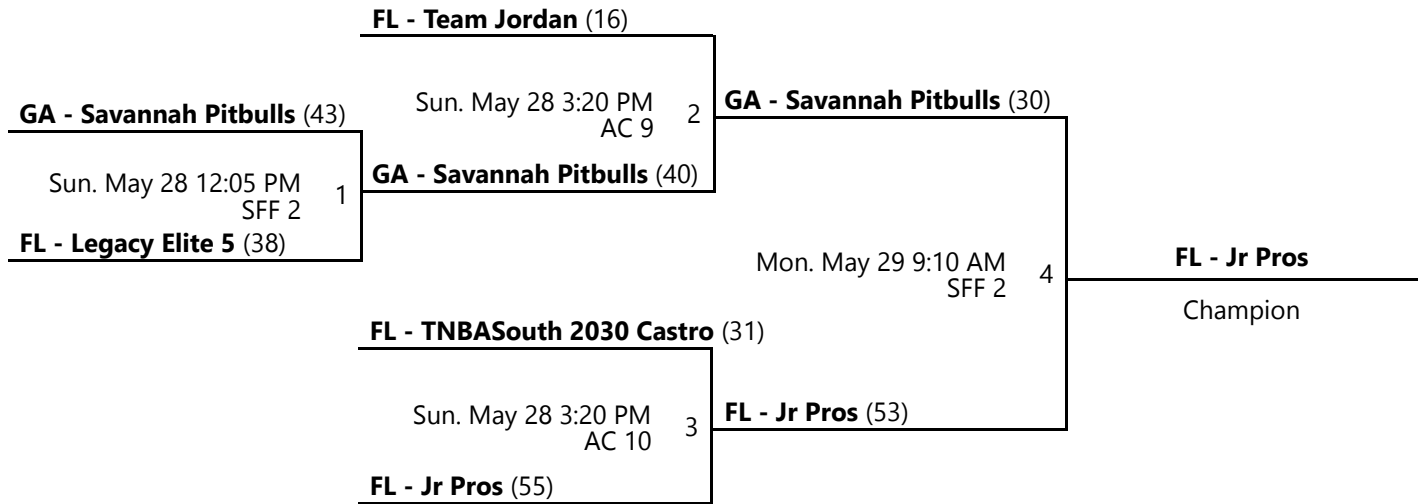 FL - Team Jordan (16)
GA - Savannah Pitbulls (43)
Sun. May 28 3:20 PM
AC 9
2
GA - Savannah Pitbulls (30)
Sun. May 28 12:05 PM
SFF 2
1
GA - Savannah Pitbulls (40)
FL - Legacy Elite 5 (38)
Mon. May 29 9:10 AM
SFF 2
4
FL - Jr Pros
Champion
FL - TNBASouth 2030 Castro (31)
Sun. May 28 3:20 PM
AC 10
3
FL - Jr Pros (53)
FL - Jr Pros (55)